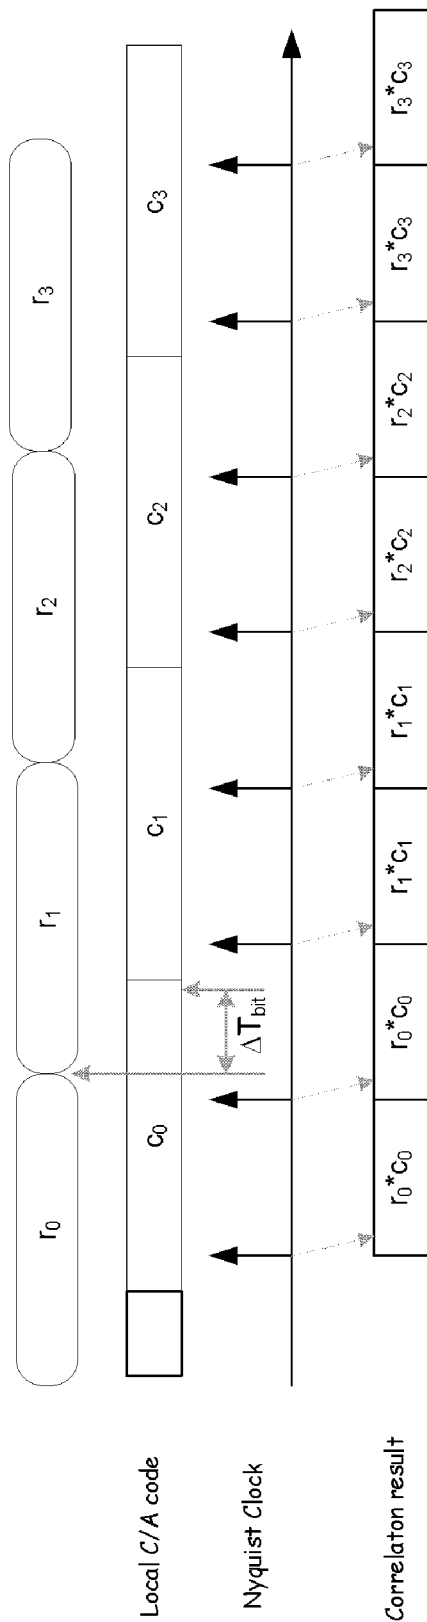 r₀ r₁ r₂ r₃
Local C/A code
c₀ c₁ c₂ c₃
ΔT_bit
Nyquist Clock
Correlaton result
r₀*c₀ r₀*c₀ r₁*c₁ r₁*c₁ r₂*c₂ r₂*c₂ r₃*c₃ r₃*c₃